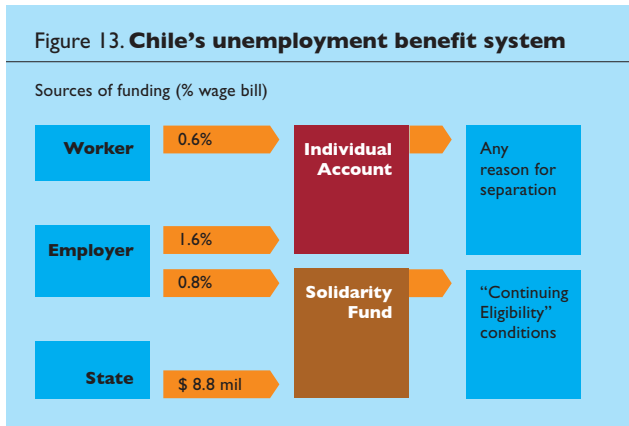 Figure 13. Chile's unemployment benefit system
Sources of funding (% wage bill)
Worker
0.6%
Individual
Account
Any
reason for
separation
Employer
1.6%
0.8%
Solidarity
Fund
“Continuing
Eligibility”
conditions
State
$ 8.8 mil